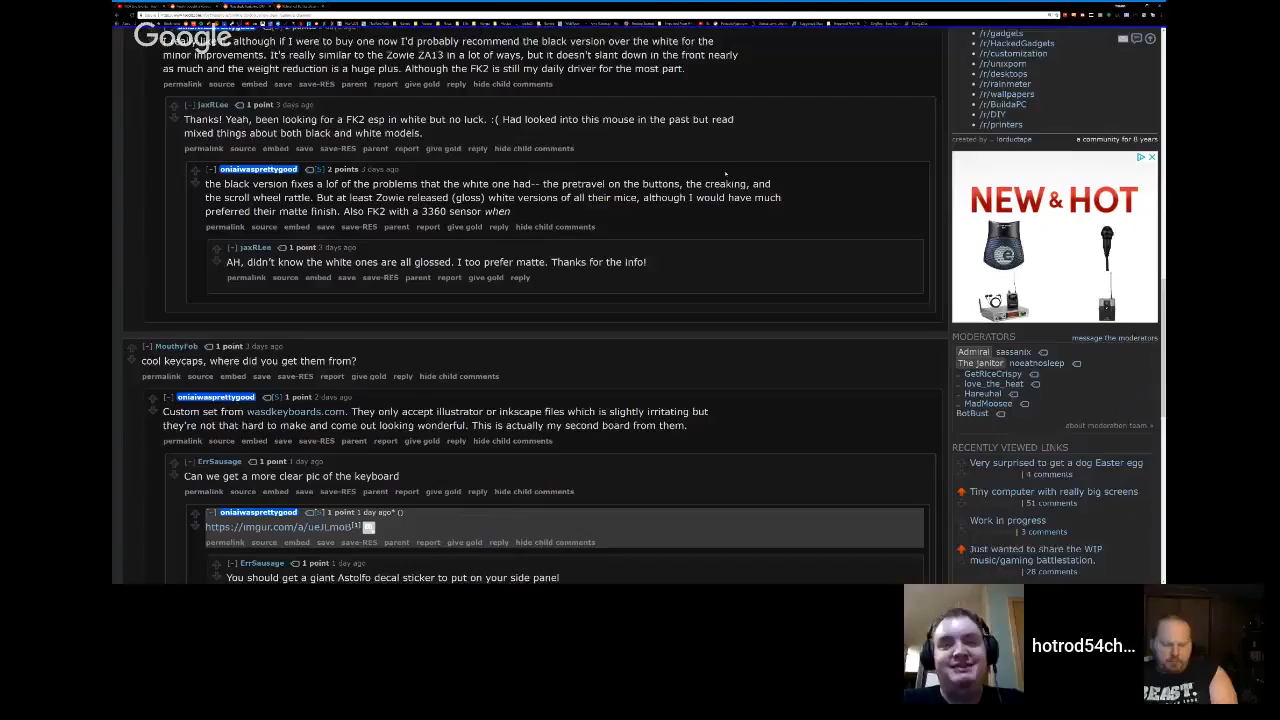 Google
I really like it although if I were to buy one now I'd probably recommend the black version over the white for the
minor improvements. It's really similar to the Zowie ZA13 in a lot of ways, but it doesn't slant down in the front nearly
as much and the weight reduction is a huge plus. Although the FK2 is still my daily driver for the most part.
permalink source embed save save-RES parent report give gold reply hide child comments
[–] jaxRLee 1 point 3 days ago
Thanks! Yeah, been looking for a FK2 esp in white but no luck. :( Had looked into this mouse in the past but read
mixed things about both black and white models.
permalink source embed save save-RES parent report give gold reply hide child comments
[–] oniaiwasprettygood [S] 2 points 3 days ago
the black version fixes a lof of the problems that the white one had-- the pretravel on the buttons, the creaking, and
the scroll wheel rattle. But at least Zowie released (gloss) white versions of all their mice, although I would have much
preferred their matte finish. Also FK2 with a 3360 sensor when
permalink source embed save save-RES parent report give gold reply hide child comments
[–] jaxRLee 1 point 3 days ago
AH, didn't know the white ones are all glossed. I too prefer matte. Thanks for the info!
permalink source embed save save-RES parent report give gold reply
[–] MouthyFob 1 point 3 days ago
cool keycaps, where did you get them from?
permalink source embed save save-RES report give gold reply hide child comments
[–] oniaiwasprettygood [S] 1 point 2 days ago
Custom set from wasdkeyboards.com. They only accept illustrator or inkscape files which is slightly irritating but
they're not that hard to make and come out looking wonderful. This is actually my second board from them.
permalink source embed save save-RES parent report give gold reply hide child comments
[–] ErrSausage 1 point 1 day ago
Can we get a more clear pic of the keyboard
permalink source embed save save-RES parent report give gold reply hide child comments
[–] oniaiwasprettygood [S] 1 point 1 day ago* ()
https://imgur.com/a/ueJLmoB[1]
permalink source embed save save-RES parent report give gold reply hide child comments
[–] ErrSausage 1 point 1 day ago
You should get a giant Astolfo decal sticker to put on your side panel
/r/gadgets
/r/HackedGadgets
/r/customization
/r/unixporn
/r/desktops
/r/rainmeter
/r/wallpapers
/r/BuildaPC
/r/DIY
/r/printers
created by lorductape a community for 8 years
NEW & HOT
MODERATORS message the moderators
Admiral sassanix
The Janitor noeatnosleep
GetRiceCrispy
love_the_heat
Hareuhal
MadMoosee
BotBust
about moderation team »
RECENTLY VIEWED LINKS
Very surprised to get a dog Easter egg
| 4 comments
Tiny computer with really big screens
| 51 comments
Work in progress
| 3 comments
Just wanted to share the WIP
music/gaming battlestation.
| 28 comments
hotrod54ch...
BEAST.